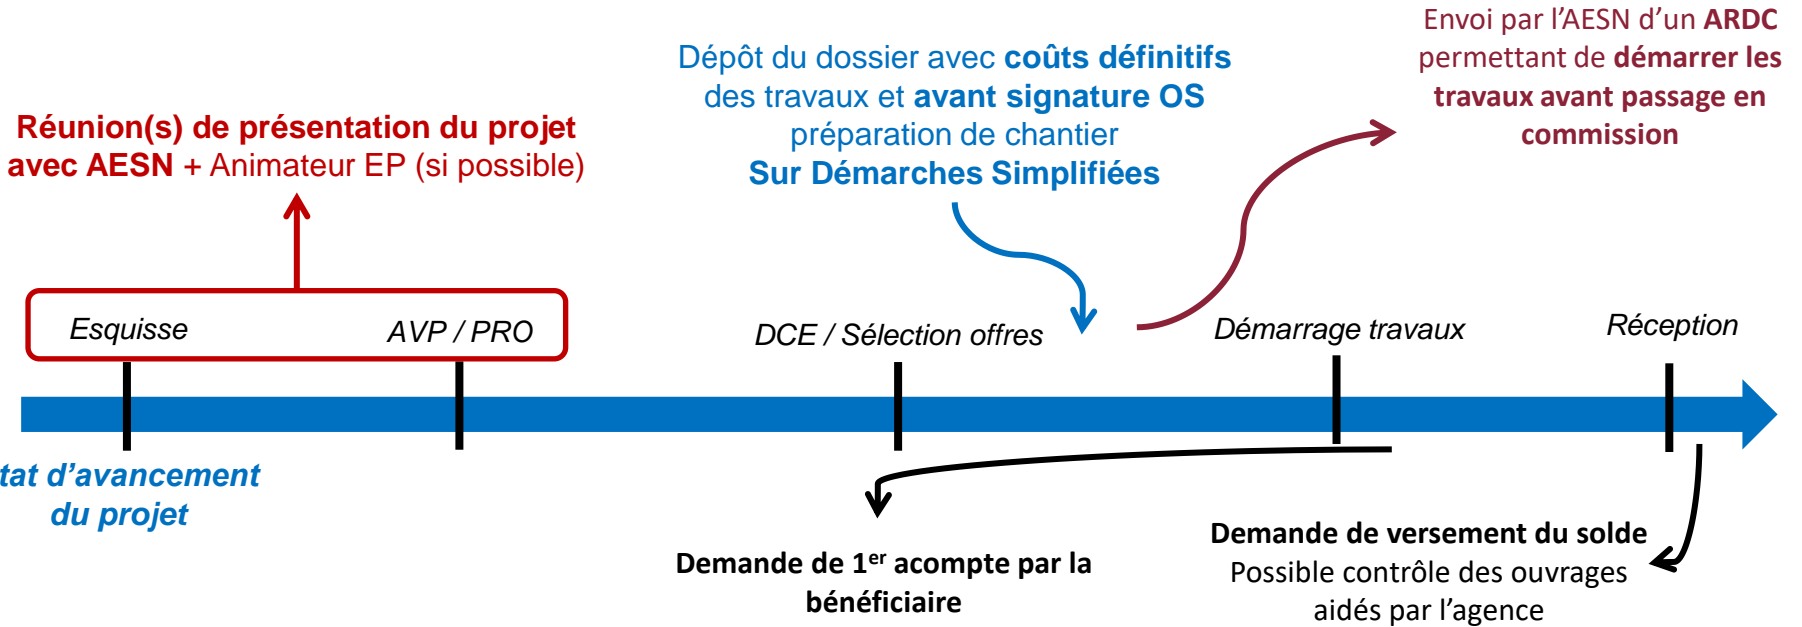 Envoi par l’AESN d’un ARDC
permettant de démarrer les
travaux avant passage en
commission
Dépôt du dossier avec coûts définitifs
des travaux et avant signature OS
préparation de chantier
Sur Démarches Simplifiées
Réunion(s) de présentation du projet
avec AESN + Animateur EP (si possible)
Esquisse
AVP / PRO
DCE / Sélection offres
Démarrage travaux
Réception
tat d’avancement
du projet
Demande de 1er acompte par la
bénéficiaire
Demande de versement du solde
Possible contrôle des ouvrages
aidés par l’agence